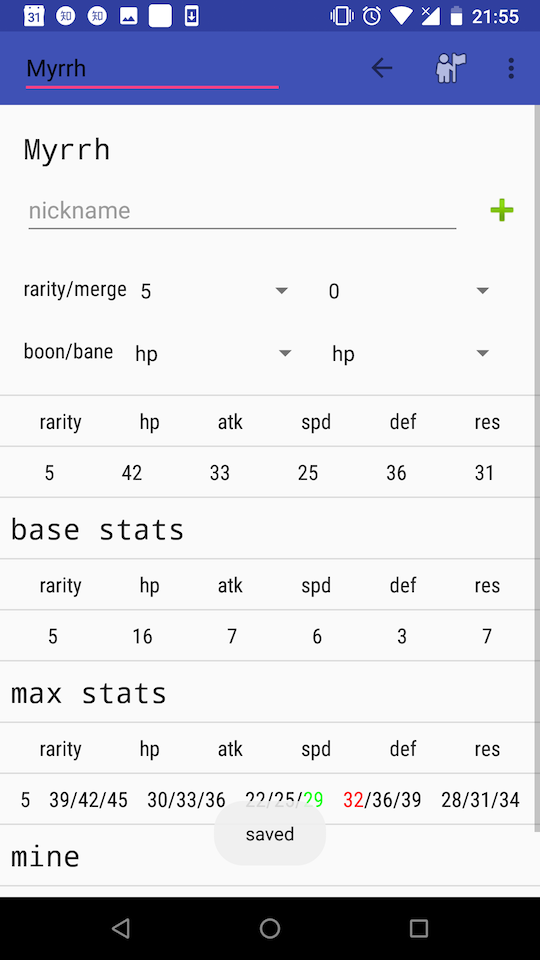 31 知 知 21:55
Myrrh
Myrrh
nickname
rarity/merge 5 0
boon/bane hp hp
rarity hp atk spd def res
5 42 33 25 36 31
base stats
rarity hp atk spd def res
5 16 7 6 3 7
max stats
rarity hp atk spd def res
5 39/42/45 30/33/36 22/25/29 32/36/39 28/31/34
saved
mine